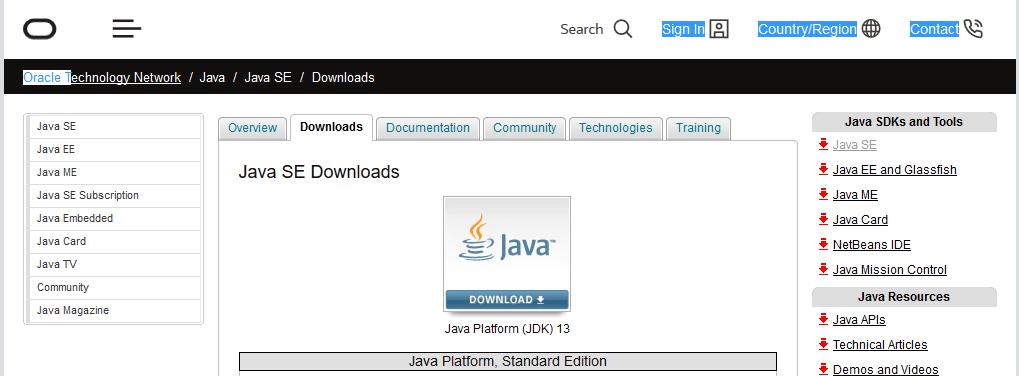 Search Sign In Country/Region Contact
Oracle Technology Network / Java / Java SE / Downloads
Java SE
Java EE
Java ME
Java SE Subscription
Java Embedded
Java Card
Java TV
Community
Java Magazine
Overview Downloads Documentation Community Technologies Training
Java SE Downloads
Java™
DOWNLOAD
Java Platform (JDK) 13
Java Platform, Standard Edition
Java SDKs and Tools
Java SE
Java EE and Glassfish
Java ME
Java Card
NetBeans IDE
Java Mission Control
Java Resources
Java APIs
Technical Articles
Demos and Videos